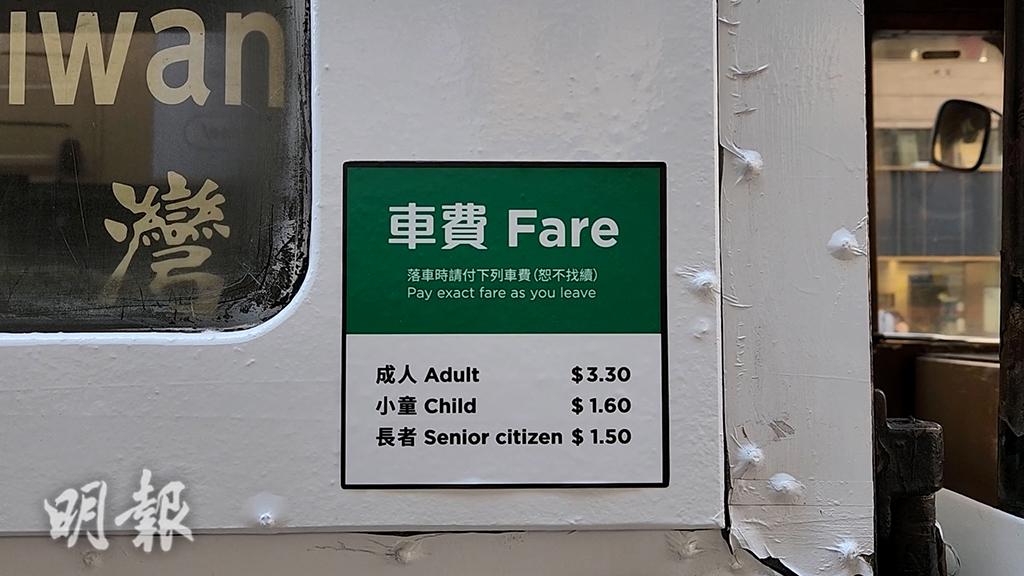 iwan
灣
車費 Fare
落車時請付下列車費(恕不找續)
Pay exact fare as you leave
成人 Adult $3.30
小童 Child $1.60
長者 Senior citizen $1.50
明報